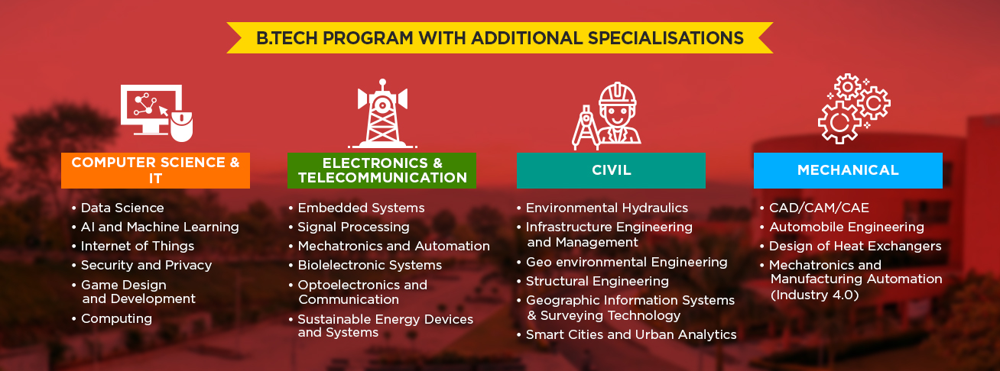 B.TECH PROGRAM WITH ADDITIONAL SPECIALISATIONS
COMPUTER SCIENCE &
IT
• Data Science
• AI and Machine Learning
• Internet of Things
• Security and Privacy
• Game Design
and Development
• Computing
ELECTRONICS &
TELECOMMUNICATION
• Embedded Systems
• Signal Processing
• Mechatronics and Automation
• Biolelectronic Systems
• Optoelectronics and
Communication
• Sustainable Energy Devices
and Systems
CIVIL
• Environmental Hydraulics
• Infrastructure Engineering
and Management
• Geo environmental Engineering
• Structural Engineering
• Geographic Information Systems
& Surveying Technology
• Smart Cities and Urban Analytics
MECHANICAL
• CAD/CAM/CAE
• Automobile Engineering
• Design of Heat Exchangers
• Mechatronics and
Manufacturing Automation
(Industry 4.0)